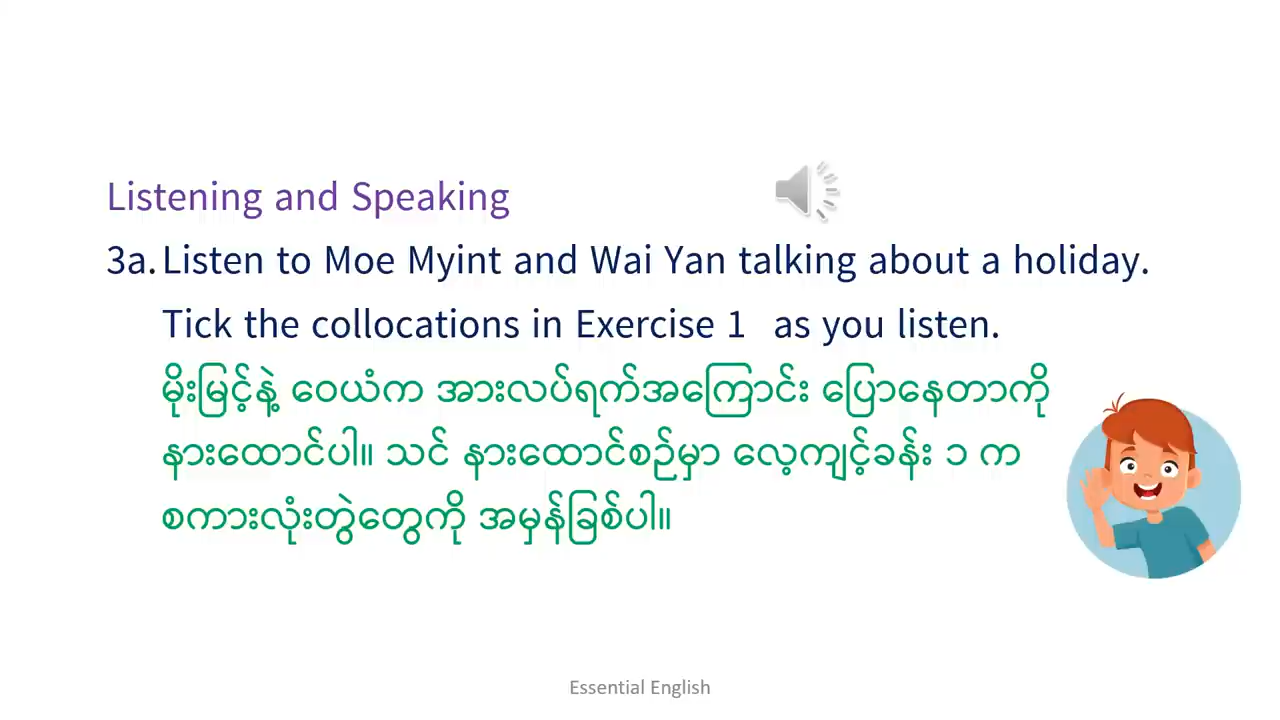 Listening and Speaking
3a. Listen to Moe Myint and Wai Yan talking about a holiday.
Tick the collocations in Exercise 1 as you listen.
မိုးမြင့်နဲ့ ဝေယံက အားလပ်ရက်အကြောင်း ပြောနေတာကို
နားထောင်ပါ။ သင် နားထောင်စဉ်မှာ လေ့ကျင့်ခန်း ၁ က
စကားလုံးတွဲတွေကို အမှန်ခြစ်ပါ။
Essential English